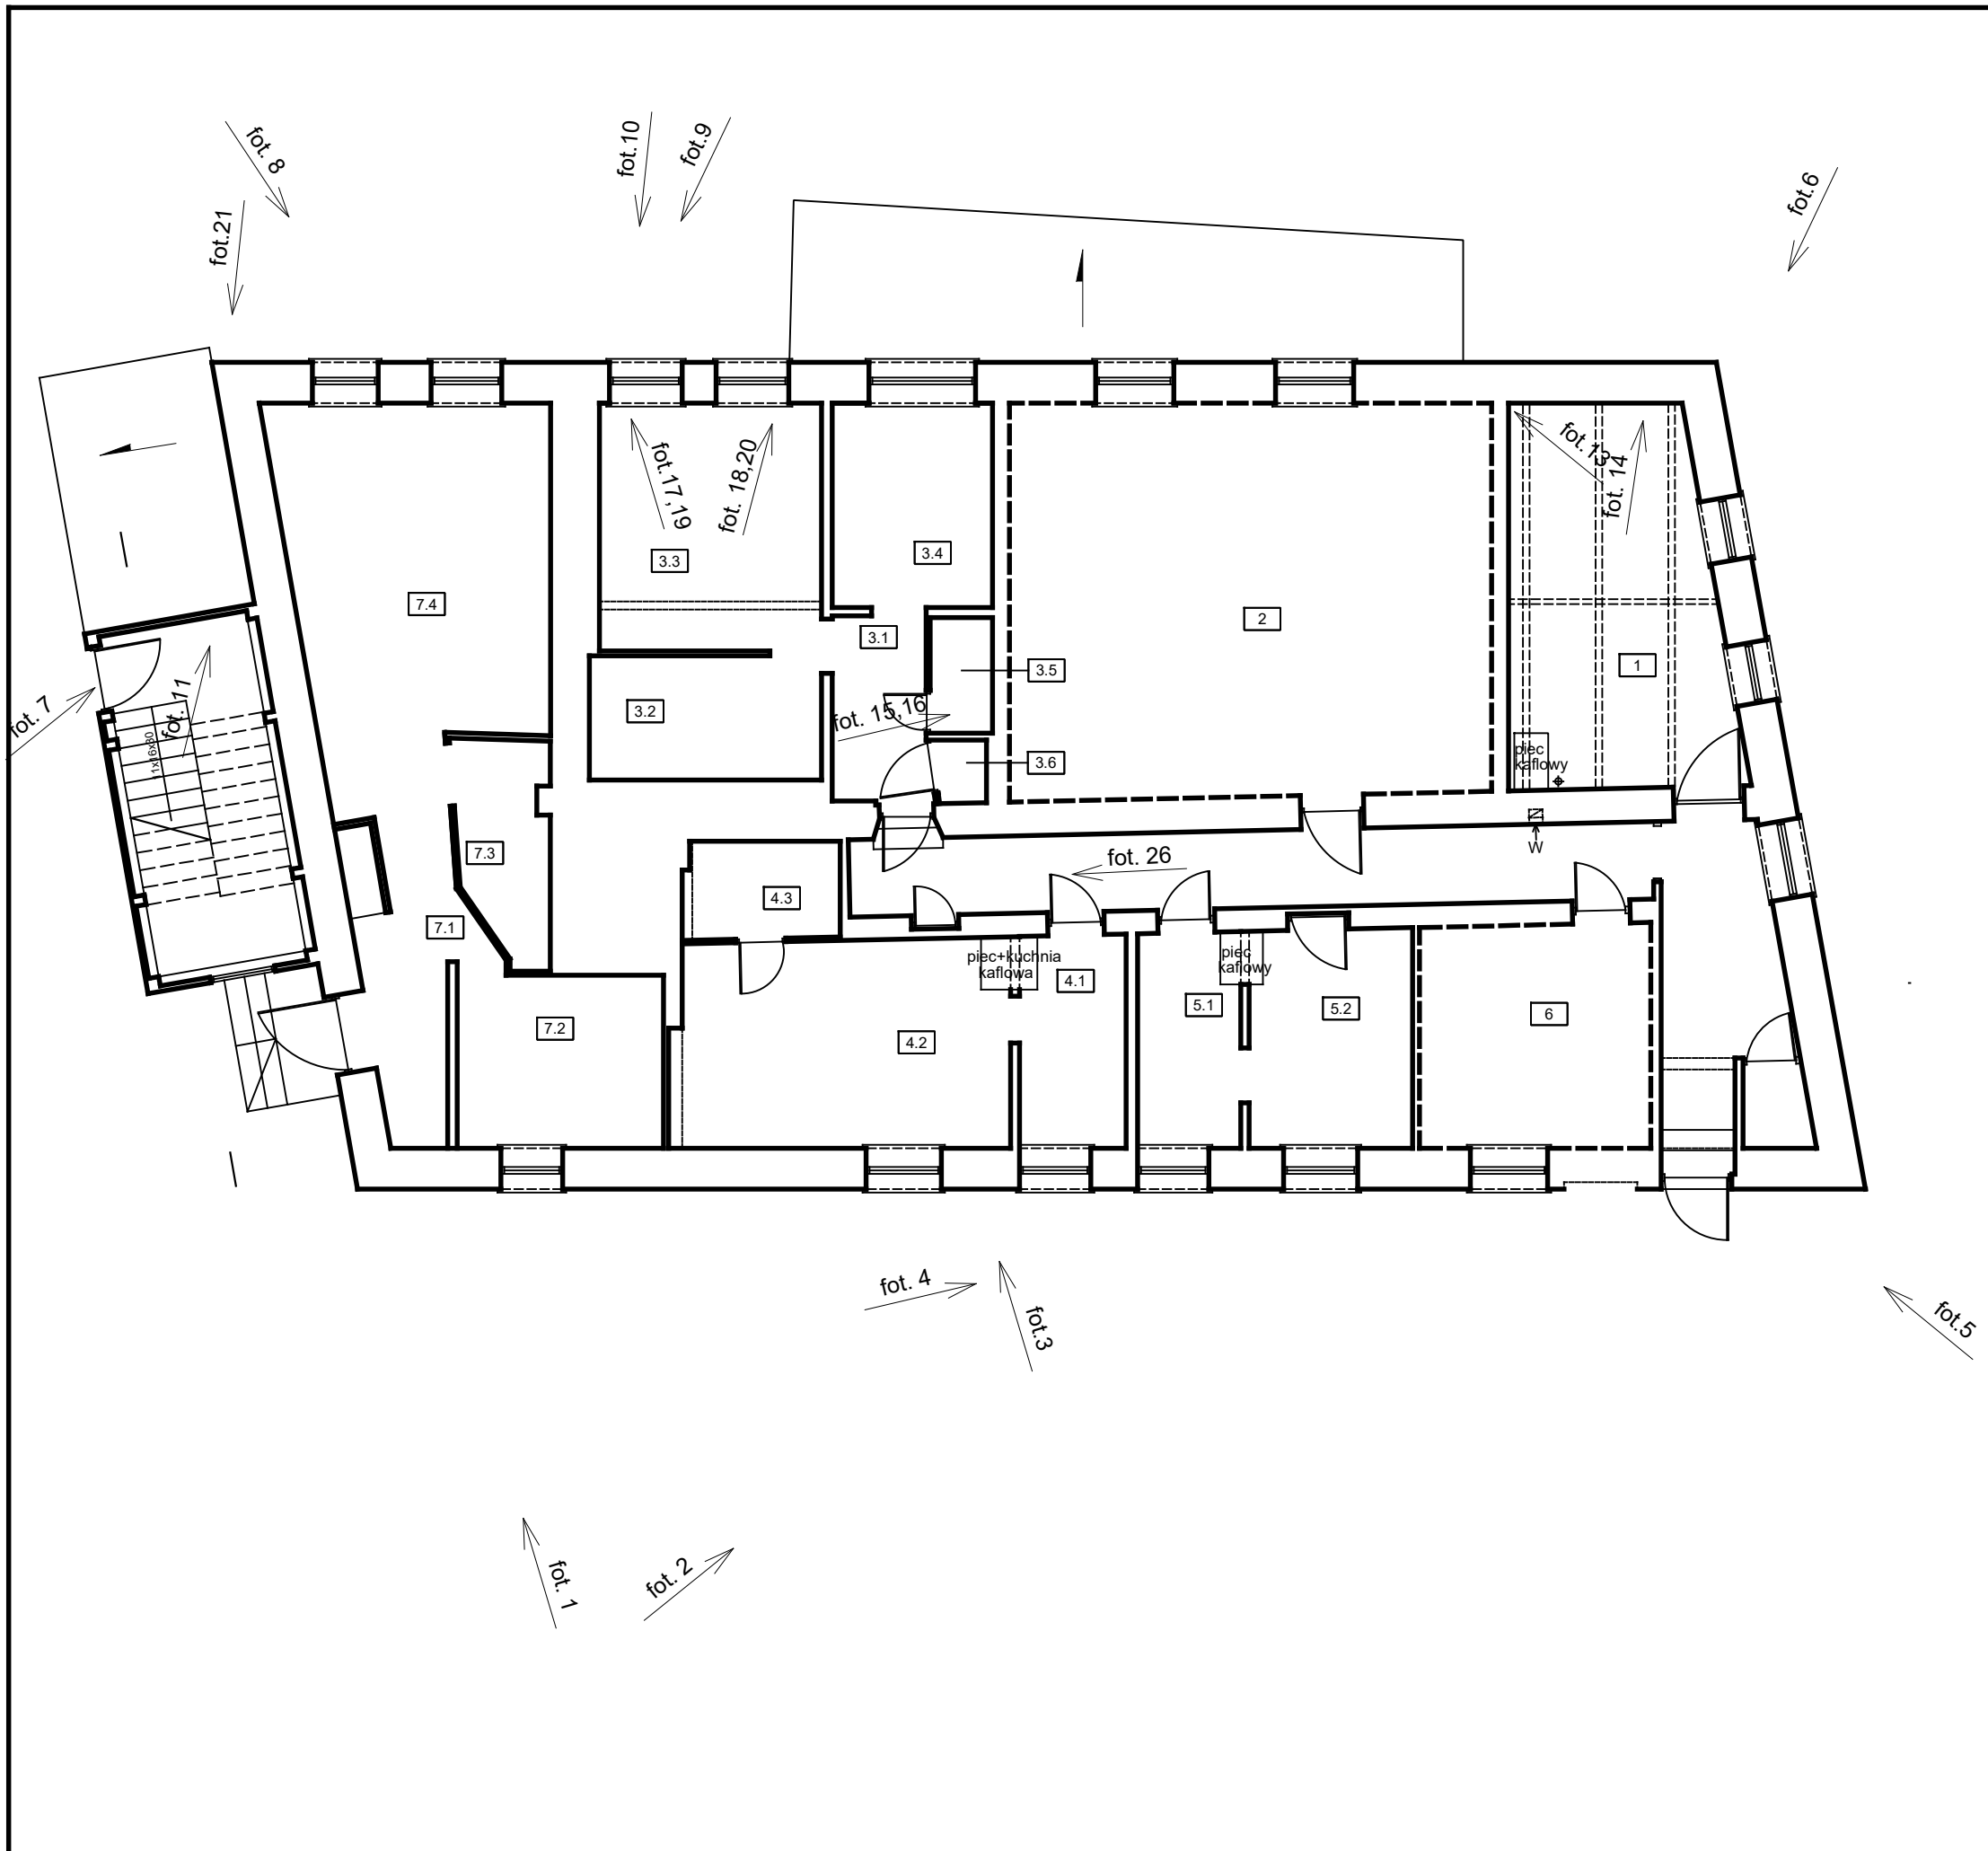 fot. 8
fot.10
fot.9
fot.6
fot.21
fot. 13
fot.17,19
fot. 18,20
fot. 14
3.4
3.3
7.4
2
3.1
1
3.5
fot. 7
fot. 11
3.2
fot. 15,16
11x16x30
piec
kaflowy
3.6
N
W
7.3
fot. 26
4.3
7.1
piec+kuchnia
kaflowa
4.1
piec
kaflowy
5.1
5.2
6
7.2
4.2
fot. 4
fot.3
fot.5
fot. 1
fot. 2